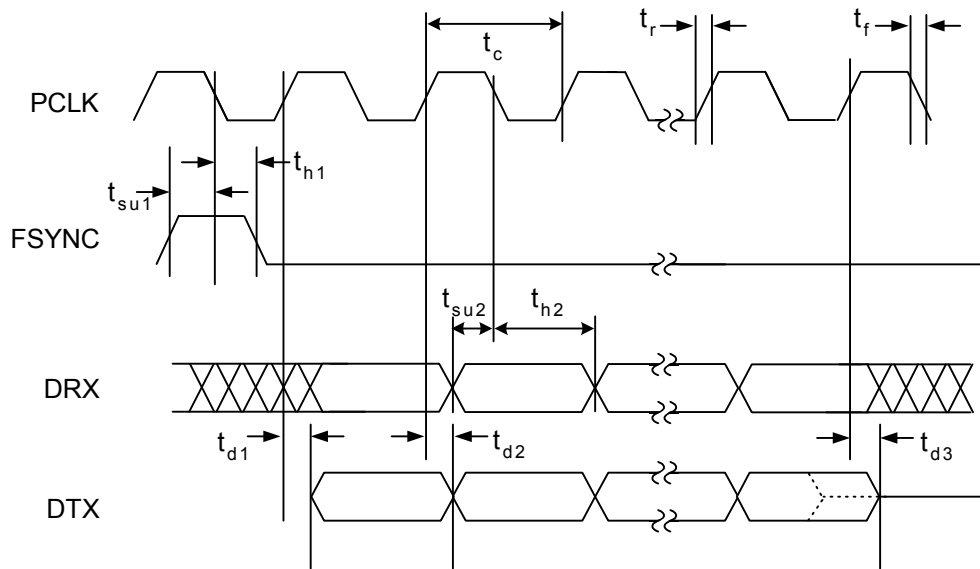 t_c
t_r
t_f
PCLK
t_h1
t_su1
FSYNC
t_su2
t_h2
DRX
t_d1
t_d2
t_d3
DTX